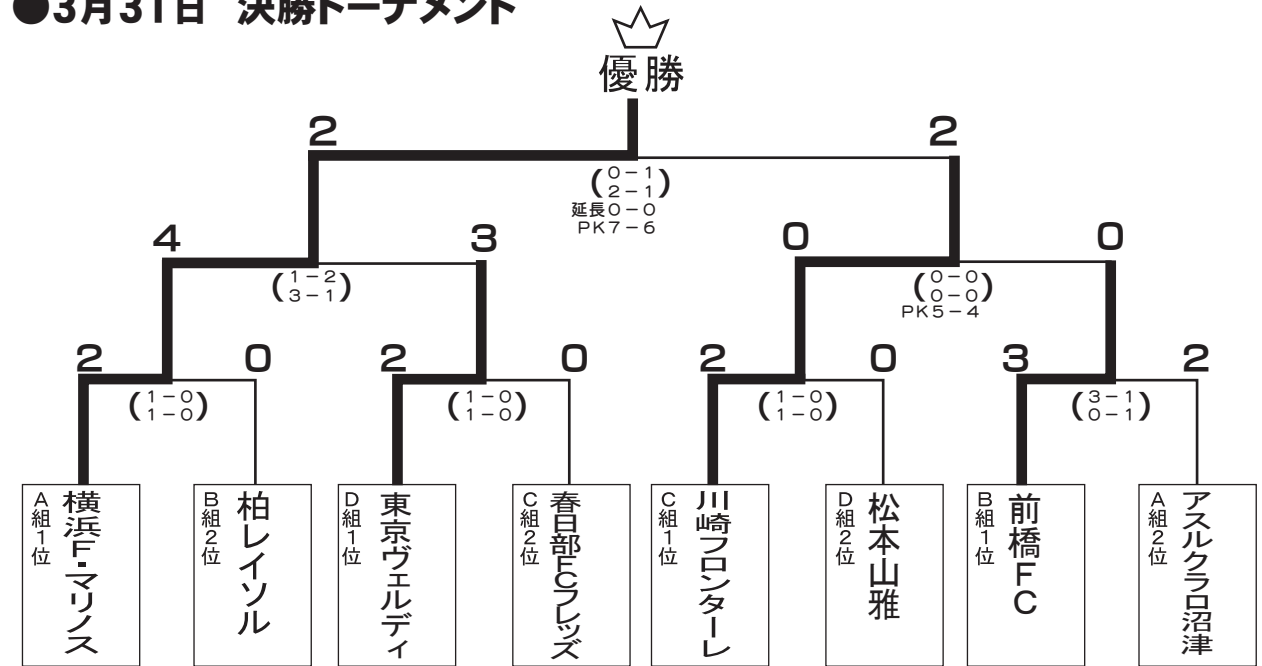 ●3月31日 決勝トーナメント
優勝
2
2
(0-1
2-1)
延長0-0
PK7-6
4
3
0
0
(1-2
3-1)
(0-0
0-0)
PK5-4
2
0
2
0
2
0
3
2
(1-0
1-0)
(1-0
1-0)
(1-0
1-0)
(3-1
0-1)
A組1位
横浜F・マリノス
B組2位
柏レイソル
D組1位
東京ヴェルディ
C組2位
春日部FCフレッズ
C組1位
川崎フロンターレ
D組2位
松本山雅
B組1位
前橋FC
A組2位
アスルクラロ沼津